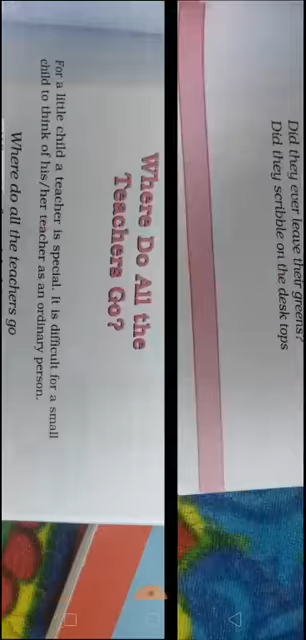 Where Do All the
Teachers Go?
For a little child a teacher is special. It is difficult for a small
child to think of his/her teacher as an ordinary person.
Where do all the teachers go
Did they ever leave their greens?
Did they scribble on the desk tops